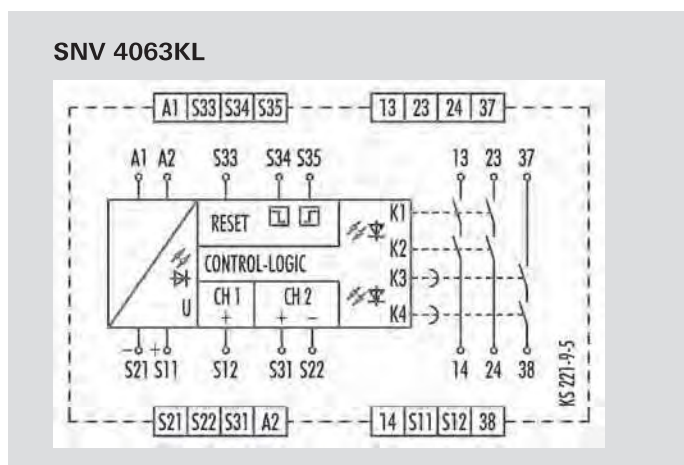 SNV 4063KL
A1 S33 S34 S35 13 23 24 37
A1 A2 S33 S34 S35 13 23 37
RESET K1
K2
CONTROL-LOGIC
K3
CH 1 CH 2
U + + − K4
− + 
S21 S11 S12 S31 S22 14 24 38
KS 221-9-5
S21 S22 S31 A2 14 S11 S12 38